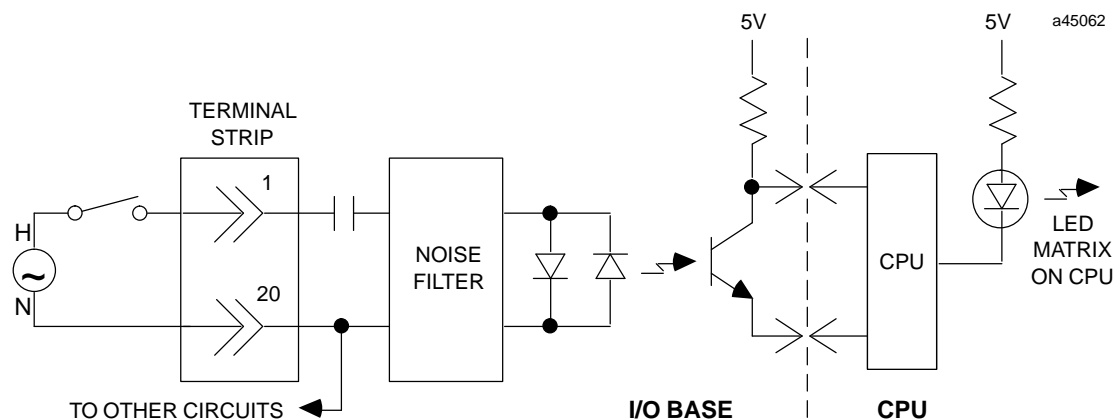 5V
5V
a45062
TERMINAL
STRIP
1
H
N
~
20
NOISE
FILTER
CPU
LED
MATRIX
ON CPU
TO OTHER CIRCUITS
I/O BASE
CPU